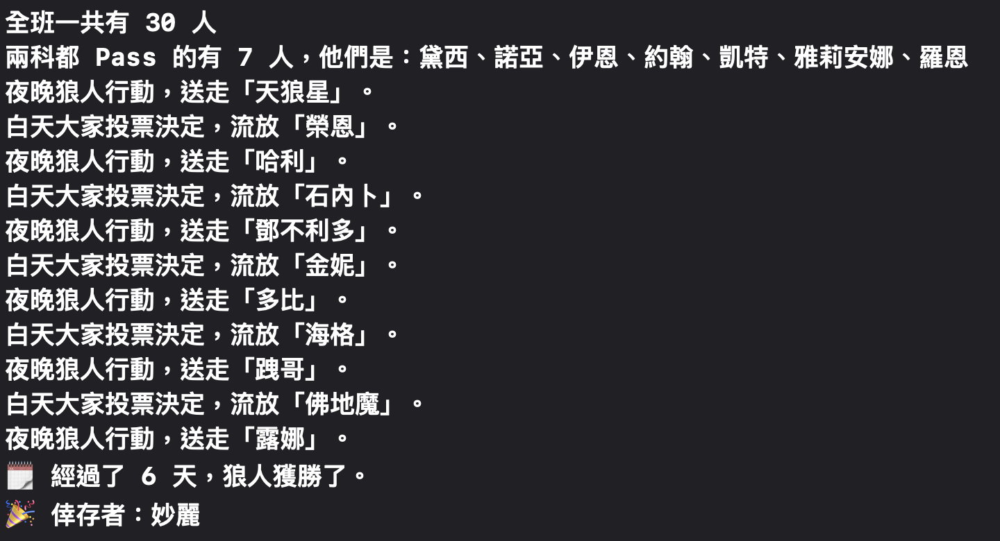 全班一共有 30 人
兩科都 Pass 的有 7 人，他們是：黛西、諾亞、伊恩、約翰、凱特、雅莉安娜、羅恩
夜晚狼人行動，送走「天狼星」。
白天大家投票決定，流放「榮恩」。
夜晚狼人行動，送走「哈利」。
白天大家投票決定，流放「石內卜」。
夜晚狼人行動，送走「鄧不利多」。
白天大家投票決定，流放「金妮」。
夜晚狼人行動，送走「多比」。
白天大家投票決定，流放「海格」。
夜晚狼人行動，送走「跩哥」。
白天大家投票決定，流放「佛地魔」。
夜晚狼人行動，送走「露娜」。
🗒️ 經過了 6 天，狼人獲勝了。
🎉 倖存者：妙麗